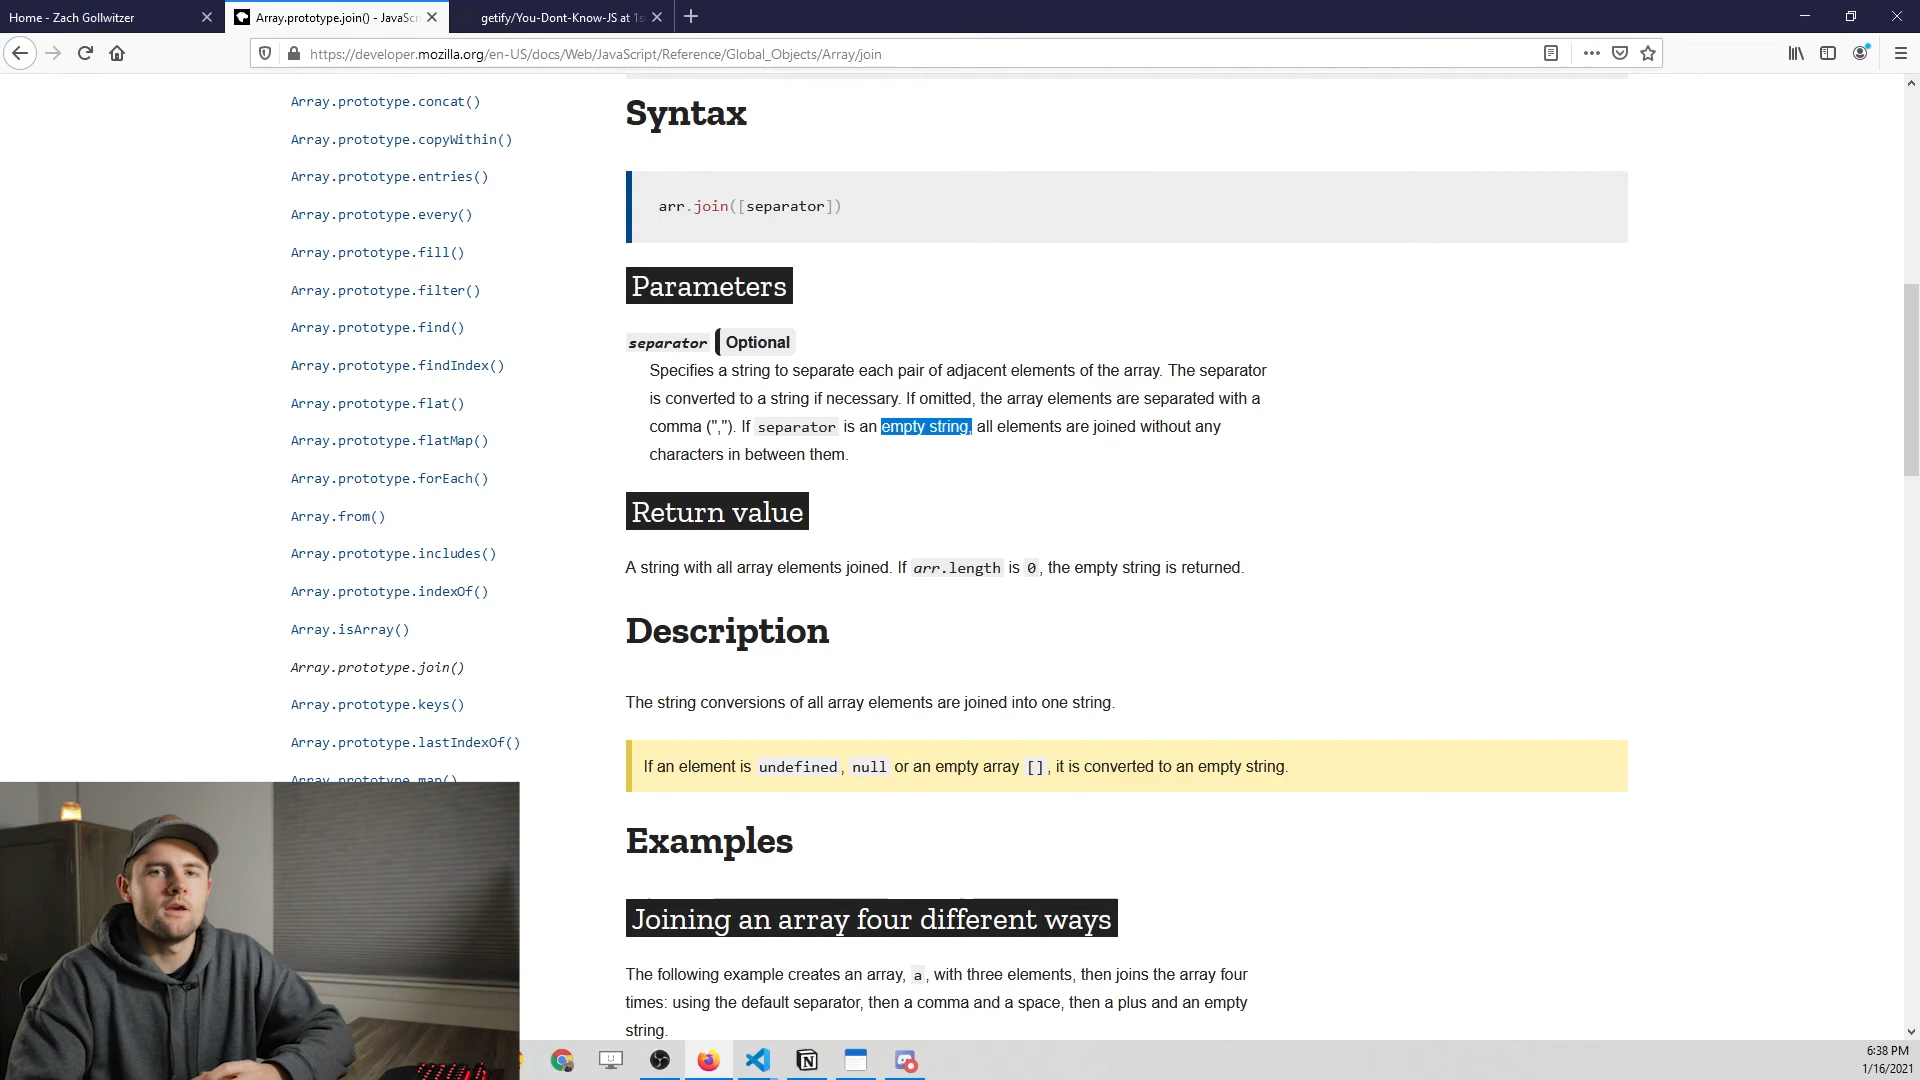 Home - Zach Gollwitzer
Array.prototype.join() - JavaScri
getify/You-Dont-Know-JS at 1s
https://developer.mozilla.org/en-US/docs/Web/JavaScript/Reference/Global_Objects/Array/join
Array.prototype.concat()
Array.prototype.copyWithin()
Array.prototype.entries()
Array.prototype.every()
Array.prototype.fill()
Array.prototype.filter()
Array.prototype.find()
Array.prototype.findIndex()
Array.prototype.flat()
Array.prototype.flatMap()
Array.prototype.forEach()
Array.from()
Array.prototype.includes()
Array.prototype.indexOf()
Array.isArray()
Array.prototype.join()
Array.prototype.keys()
Array.prototype.lastIndexOf()
Array.prototype.map()
Syntax
arr.join([separator])
Parameters
separator Optional
Specifies a string to separate each pair of adjacent elements of the array. The separator
is converted to a string if necessary. If omitted, the array elements are separated with a
comma (","). If separator is an empty string, all elements are joined without any
characters in between them.
Return value
A string with all array elements joined. If arr.length is 0, the empty string is returned.
Description
The string conversions of all array elements are joined into one string.
If an element is undefined, null or an empty array [], it is converted to an empty string.
Examples
Joining an array four different ways
The following example creates an array, a, with three elements, then joins the array four
times: using the default separator, then a comma and a space, then a plus and an empty
string.
6:38 PM
1/16/2021